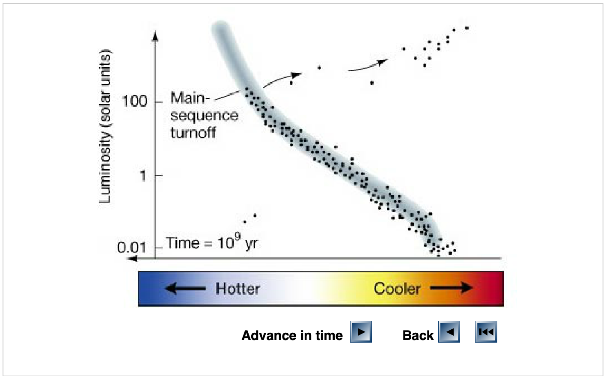 Luminosity (solar units)
100
1
0.01
Main-
sequence
turnoff
Time = 10⁹ yr
Hotter
Cooler
Advance in time
Back